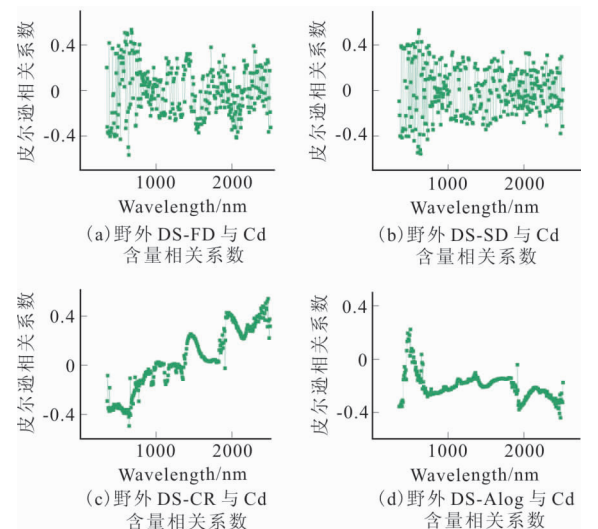 皮尔逊相关系数
0.4
0
-0.4
1000
2000
Wavelength/nm
(a)野外 DS-FD 与 Cd
含量相关系数
皮尔逊相关系数
0.4
0
-0.4
1000
2000
Wavelength/nm
(b)野外 DS-SD 与 Cd
含量相关系数
皮尔逊相关系数
0.4
0
-0.4
1000
2000
Wavelength/nm
(c)野外 DS-CR 与 Cd
含量相关系数
皮尔逊相关系数
0.4
0
-0.4
1000
2000
Wavelength/nm
(d)野外 DS-Alog 与 Cd
含量相关系数